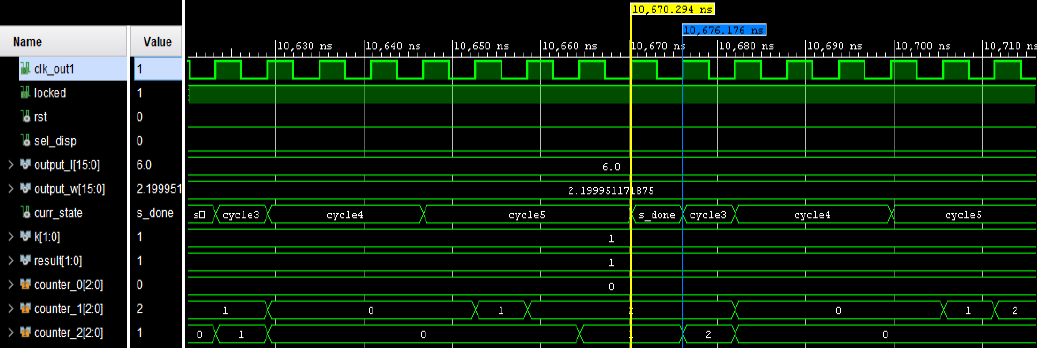 10,670.294 ns
10,676.176 ns
Name Value
10,630 ns 10,640 ns 10,650 ns 10,660 ns 10,670 ns 10,680 ns 10,690 ns 10,700 ns 10,710 ns
clk_out1 1
locked 1
rst 0
sel_disp 0
output_l[15:0] 6.0 6.0
output_w[15:0] 2.199951 2.199951171875
curr_state s_done s cycle3 cycle4 cycle5 s_done cycle3 cycle4 cycle5
k[1:0] 1 1
result[1:0] 1 1
counter_0[2:0] 0 0
counter_1[2:0] 2 1 0 1 0 1 2
counter_2[2:0] 1 0 1 0 2 0